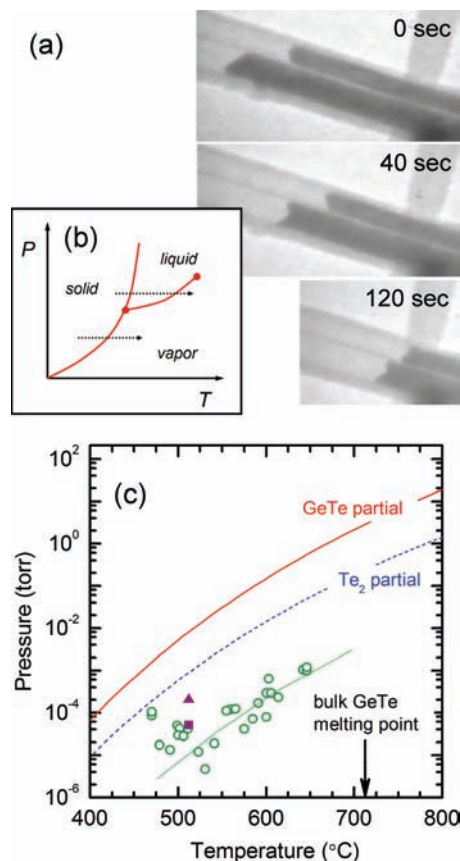 (a)
0 sec
40 sec
120 sec
(b)
P
solid
liquid
vapor
T
(c)
Pressure (torr)
10²
10⁰
10⁻²
10⁻⁴
10⁻⁶
GeTe partial
Te₂ partial
bulk GeTe
melting point
400
500
600
700
800
Temperature (°C)